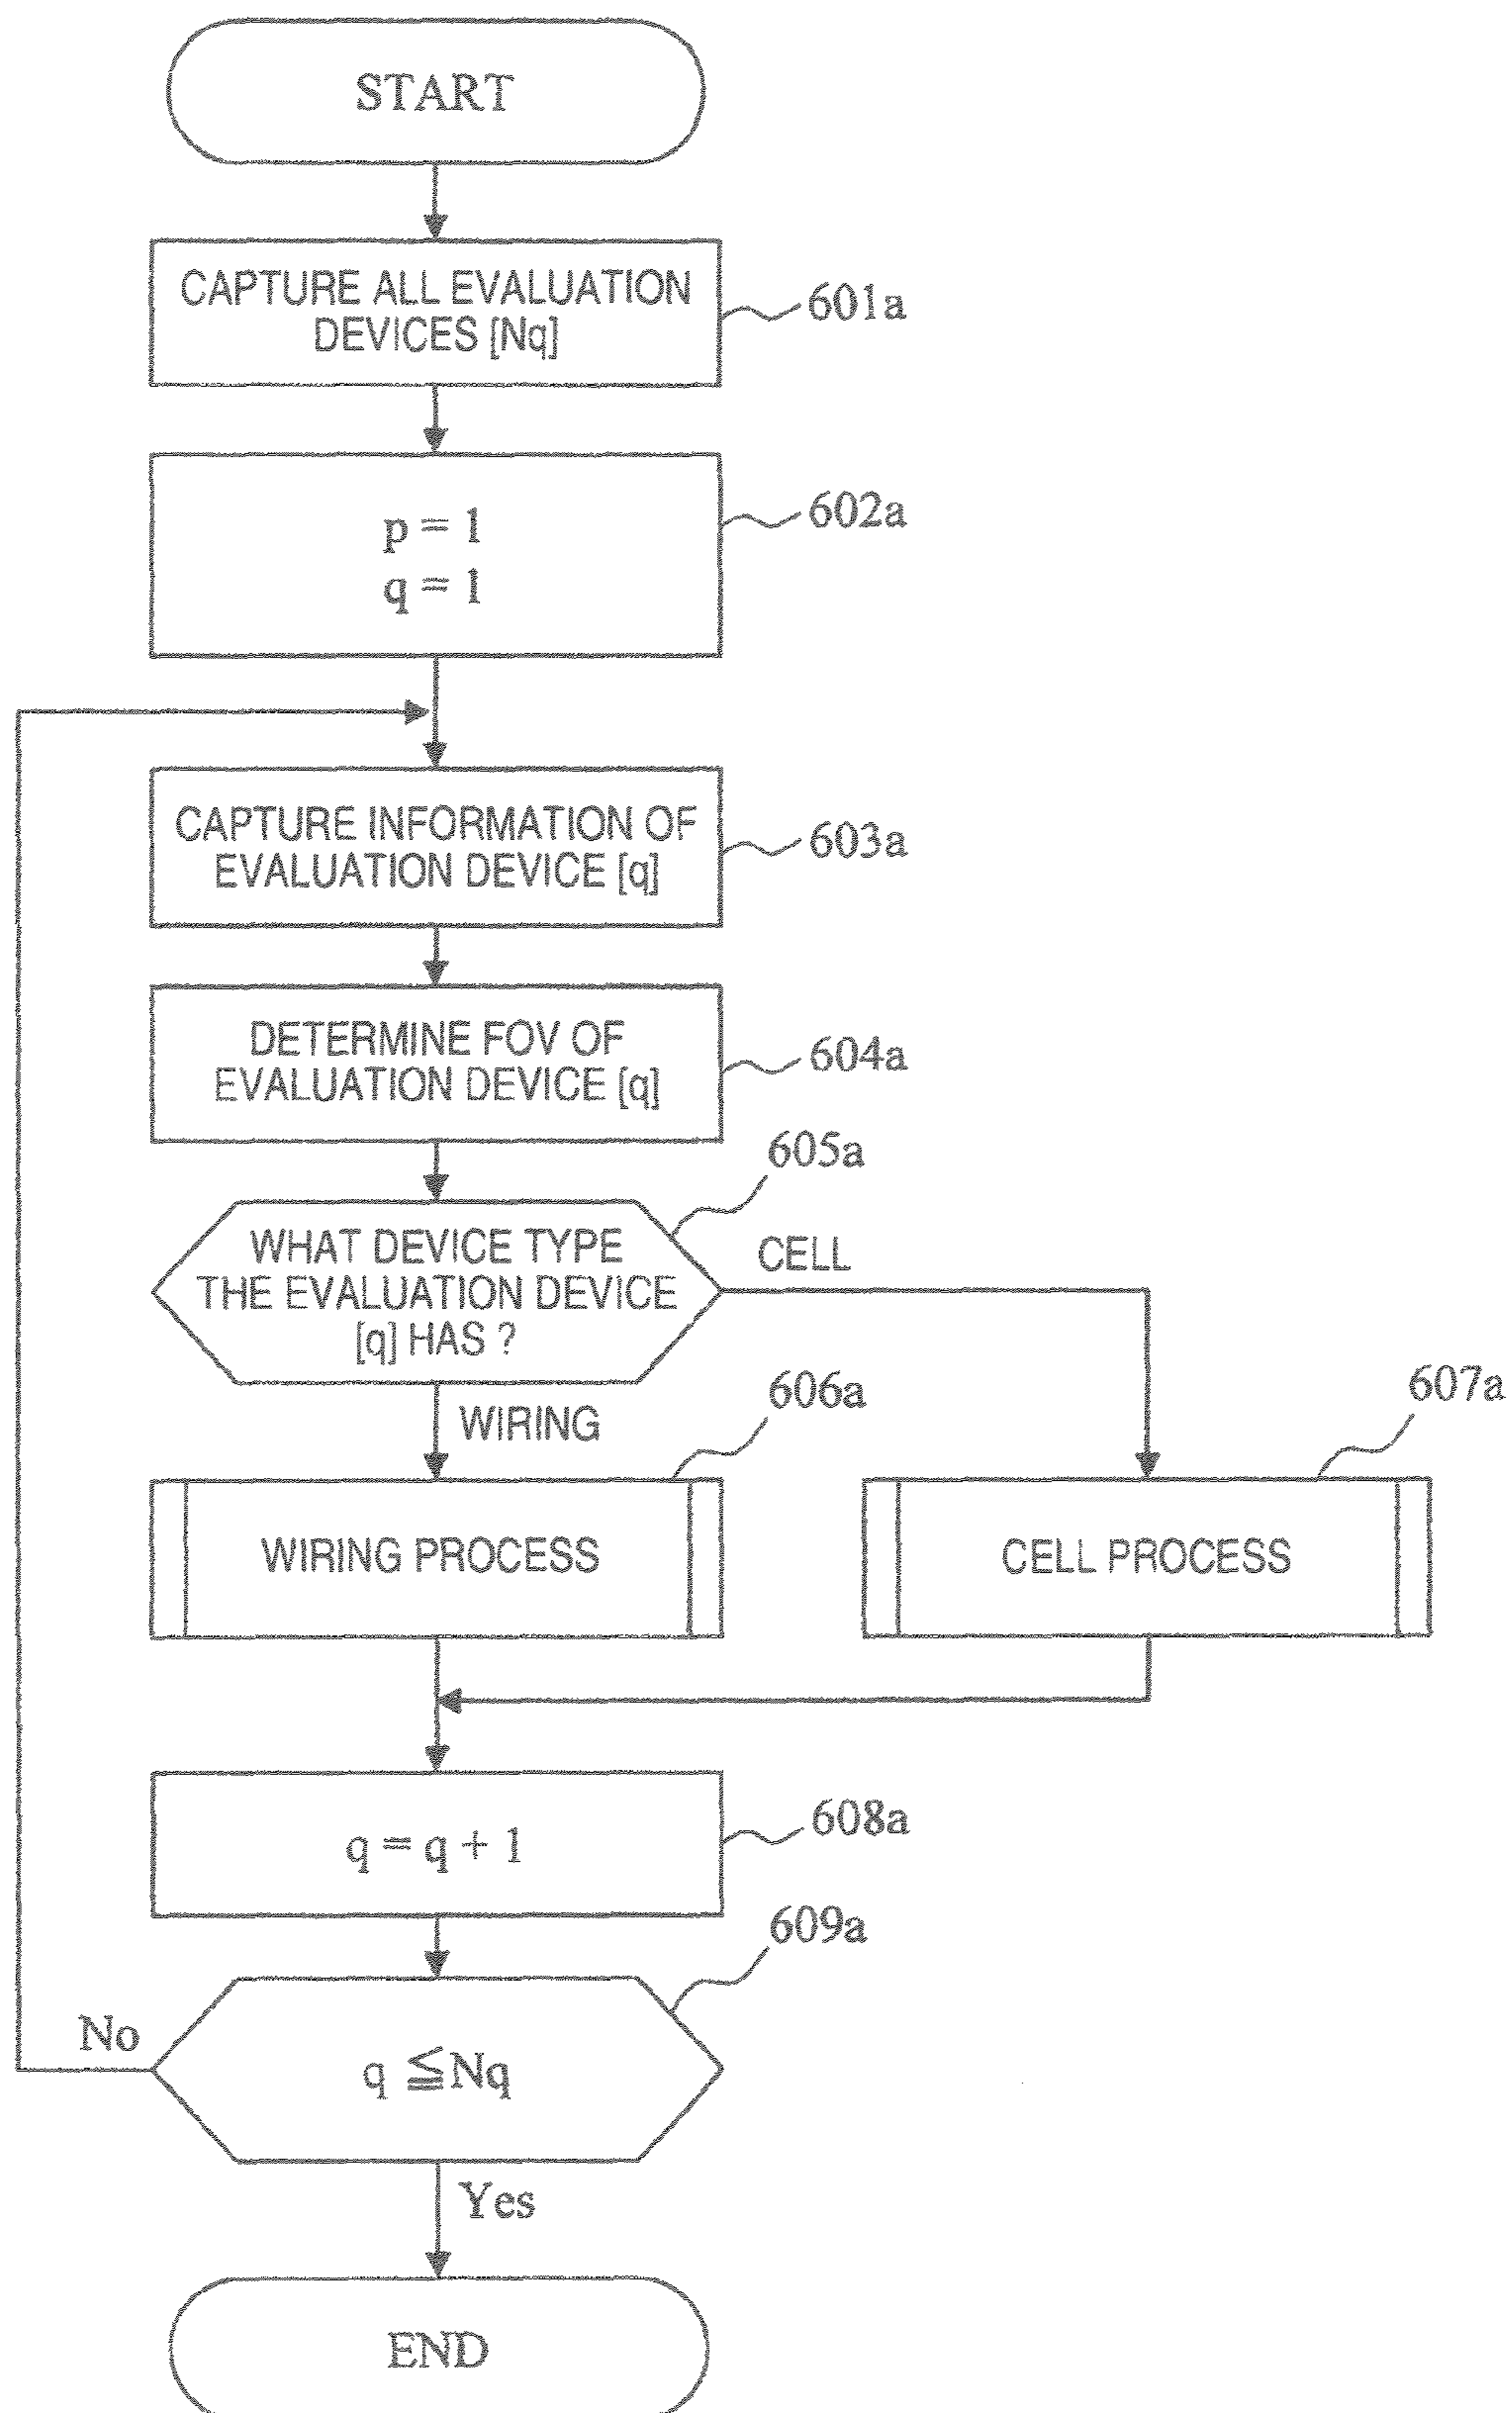 START
CAPTURE ALL EVALUATION
DEVICES [Nq]
601a
p = 1
q = 1
602a
CAPTURE INFORMATION OF
EVALUATION DEVICE [q]
603a
DETERMINE FOV OF
EVALUATION DEVICE [q]
604a
605a
WHAT DEVICE TYPE
THE EVALUATION DEVICE
[q] HAS ?
CELL
WIRING
606a
607a
WIRING PROCESS
CELL PROCESS
q = q + 1
608a
609a
No
q ≦Nq
Yes
END